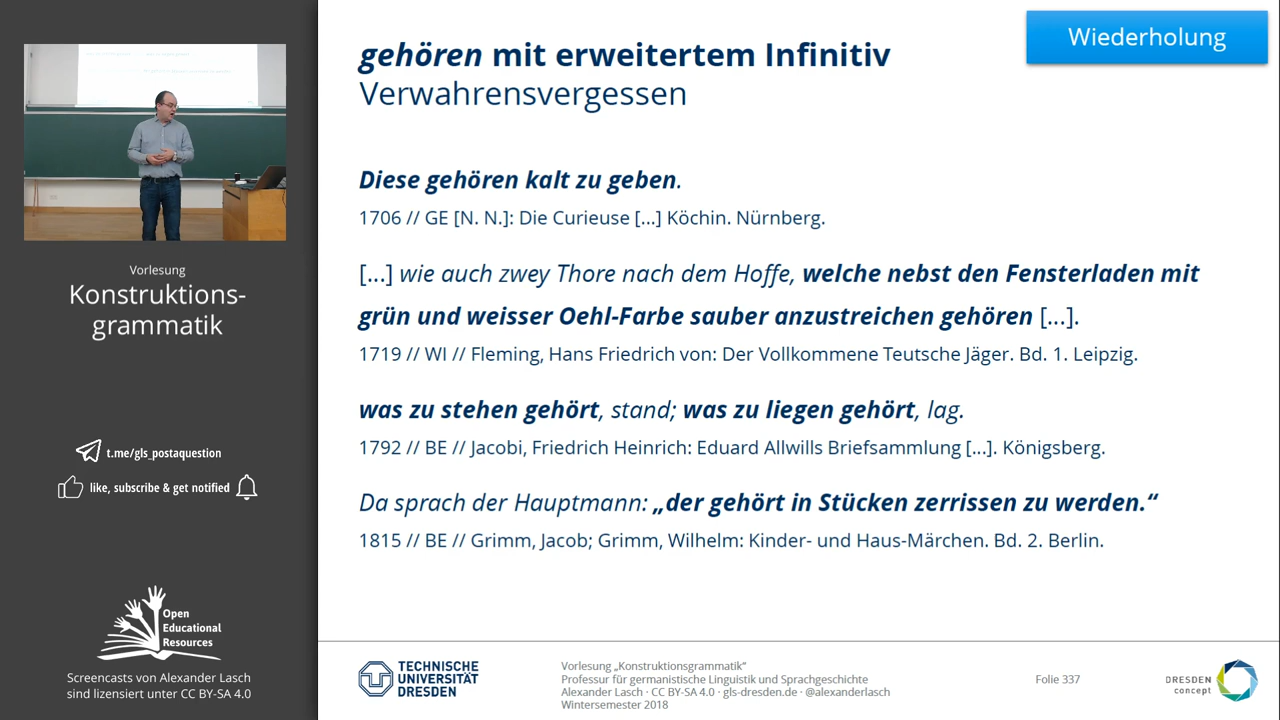 Wiederholung
gehören mit erweitertem Infinitiv
Verwahrensvergessen
Diese gehören kalt zu geben.
1706 // GE [N. N.]: Die Curieuse [...] Köchin. Nürnberg.
[...] wie auch zwey Thore nach dem Hoffe, welche nebst den Fensterladen mit
grün und weisser Oehl-Farbe sauber anzustreichen gehören [...].
1719 // WI // Fleming, Hans Friedrich von: Der Vollkommene Teutsche Jäger. Bd. 1. Leipzig.
was zu stehen gehört, stand; was zu liegen gehört, lag.
1792 // BE // Jacobi, Friedrich Heinrich: Eduard Allwills Briefsammlung [...]. Königsberg.
Da sprach der Hauptmann: „der gehört in Stücken zerrissen zu werden.“
1815 // BE // Grimm, Jacob; Grimm, Wilhelm: Kinder- und Haus-Märchen. Bd. 2. Berlin.
Vorlesung
Konstruktions-
grammatik
t.me/gls_postaquestion
like, subscribe & get notified
Open
Educational
Resources
Screencasts von Alexander Lasch
sind lizensiert unter CC BY-SA 4.0
TECHNISCHE
UNIVERSITÄT
DRESDEN
Vorlesung „Konstruktionsgrammatik“
Professur für germanistische Linguistik und Sprachgeschichte
Alexander Lasch · CC BY-SA 4.0 · gls-dresden.de · @alexanderlasch
Wintersemester 2018
Folie 337
DRESDEN
concept